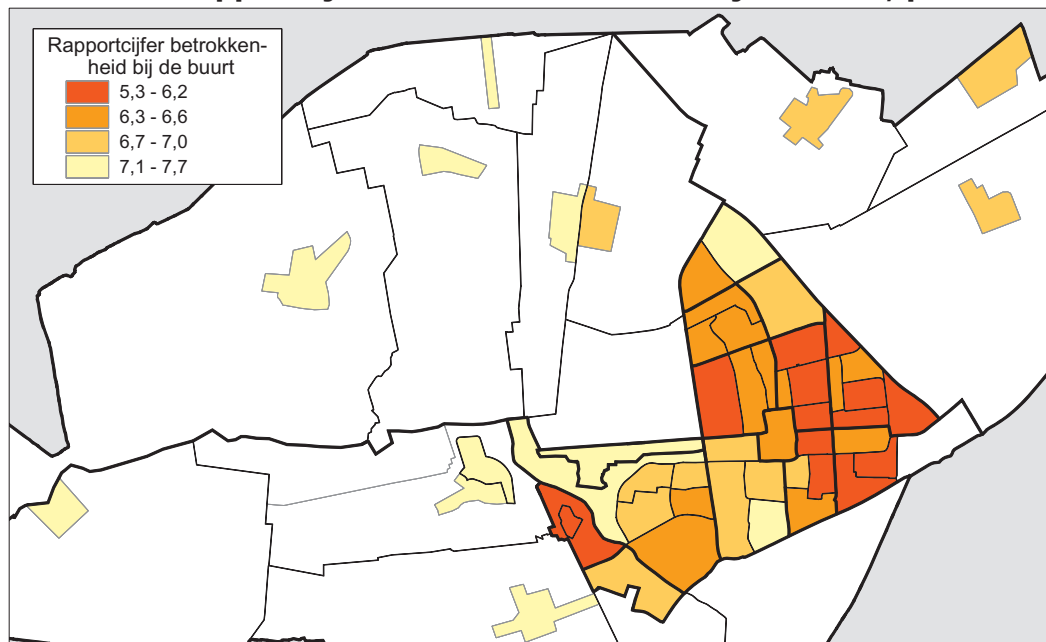 Rapportcijfer betrokken-
heid bij de buurt
5,3 - 6,2
6,3 - 6,6
6,7 - 7,0
7,1 - 7,7